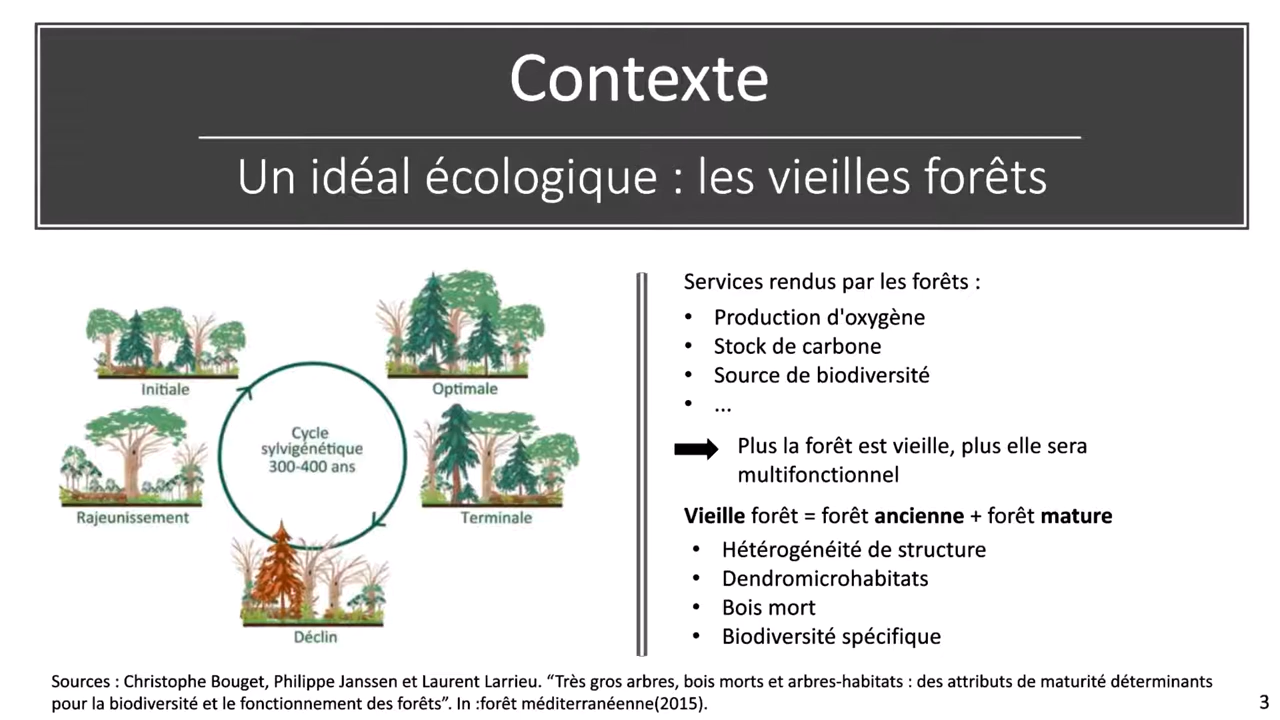 Contexte
Un idéal écologique : les vieilles forêts
Initiale
Optimale
Cycle
sylvigénétique
300-400 ans
Rajeunissement
Terminale
Déclin
Services rendus par les forêts :
• Production d'oxygène
• Stock de carbone
• Source de biodiversité
• ...
Plus la forêt est vieille, plus elle sera
multifonctionnel
Vieille forêt = forêt ancienne + forêt mature
• Hétérogénéité de structure
• Dendromicrohabitats
• Bois mort
• Biodiversité spécifique
Sources : Christophe Bouget, Philippe Janssen et Laurent Larrieu. “Très gros arbres, bois morts et arbres-habitats : des attributs de maturité déterminants
pour la biodiversité et le fonctionnement des forêts”. In :forêt méditerranéenne(2015).
3